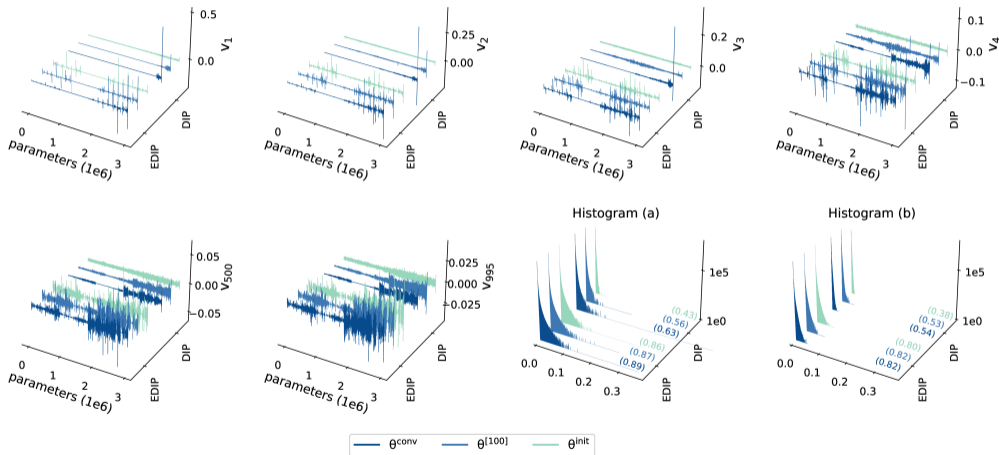 0.5
0.0
v1
0
1
2
3
parameters (1e6)
EDIP
DIP
0.25
0.00
v2
0
1
2
3
parameters (1e6)
EDIP
DIP
0.2
0.0
v3
0
1
2
3
parameters (1e6)
EDIP
DIP
0.1
0.0
−0.1
v4
0
1
2
3
parameters (1e6)
EDIP
DIP
0.05
0.00
−0.05
v500
0
1
2
3
parameters (1e6)
EDIP
DIP
0.025
0.000
−0.025
v995
0
1
2
3
parameters (1e6)
EDIP
DIP
Histogram (a)
1e5
1e0
(0.43)
(0.56)
(0.63)
(0.86)
(0.87)
(0.89)
0.0
0.1
0.2
0.3
EDIP
DIP
Histogram (b)
1e5
1e0
(0.38)
(0.53)
(0.54)
(0.80)
(0.82)
(0.82)
0.0
0.1
0.2
0.3
EDIP
DIP
θconv θ[100] θinit